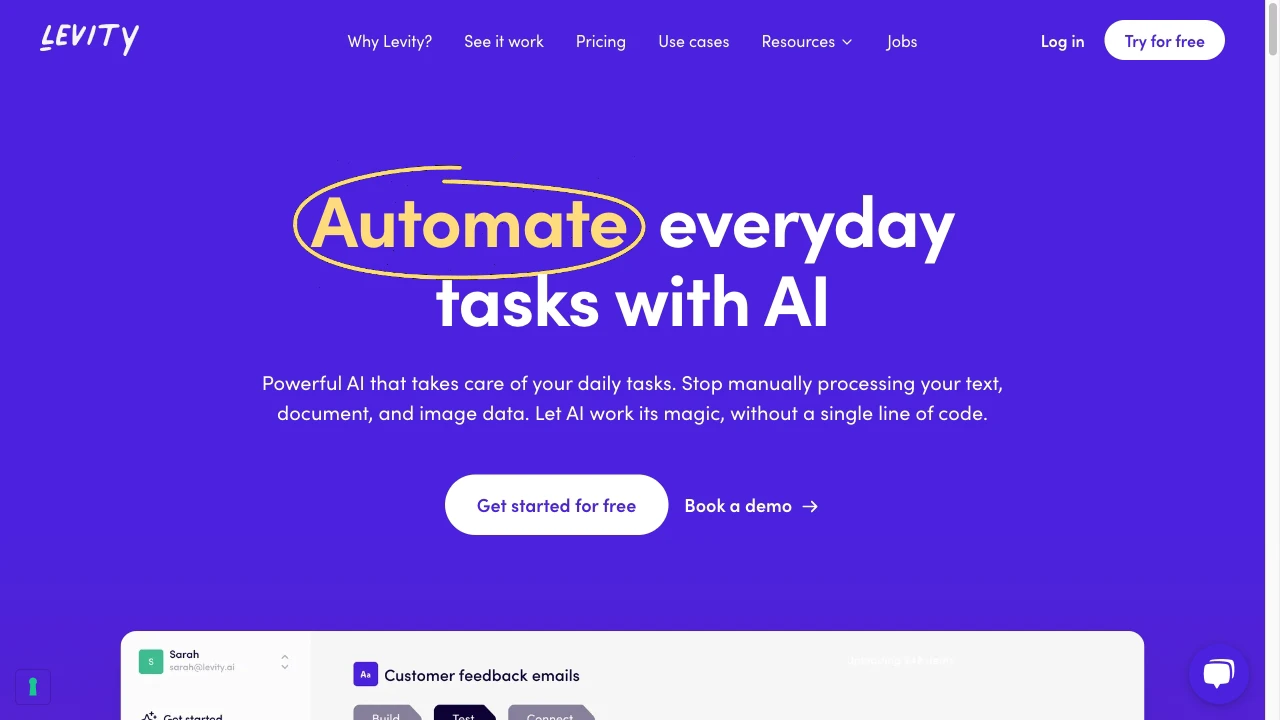 LEVITY
Why Levity?
See it work
Pricing
Use cases
Resources
Jobs
Log in
Try for free
Automate everyday
tasks with AI
Powerful AI that takes care of your daily tasks. Stop manually processing your text,
document, and image data. Let AI work its magic, without a single line of code.
Get started for free
Book a demo →
S
Sarah
sarah@levity.ai
Get started
Aa
Customer feedback emails
Build
Test
Connect